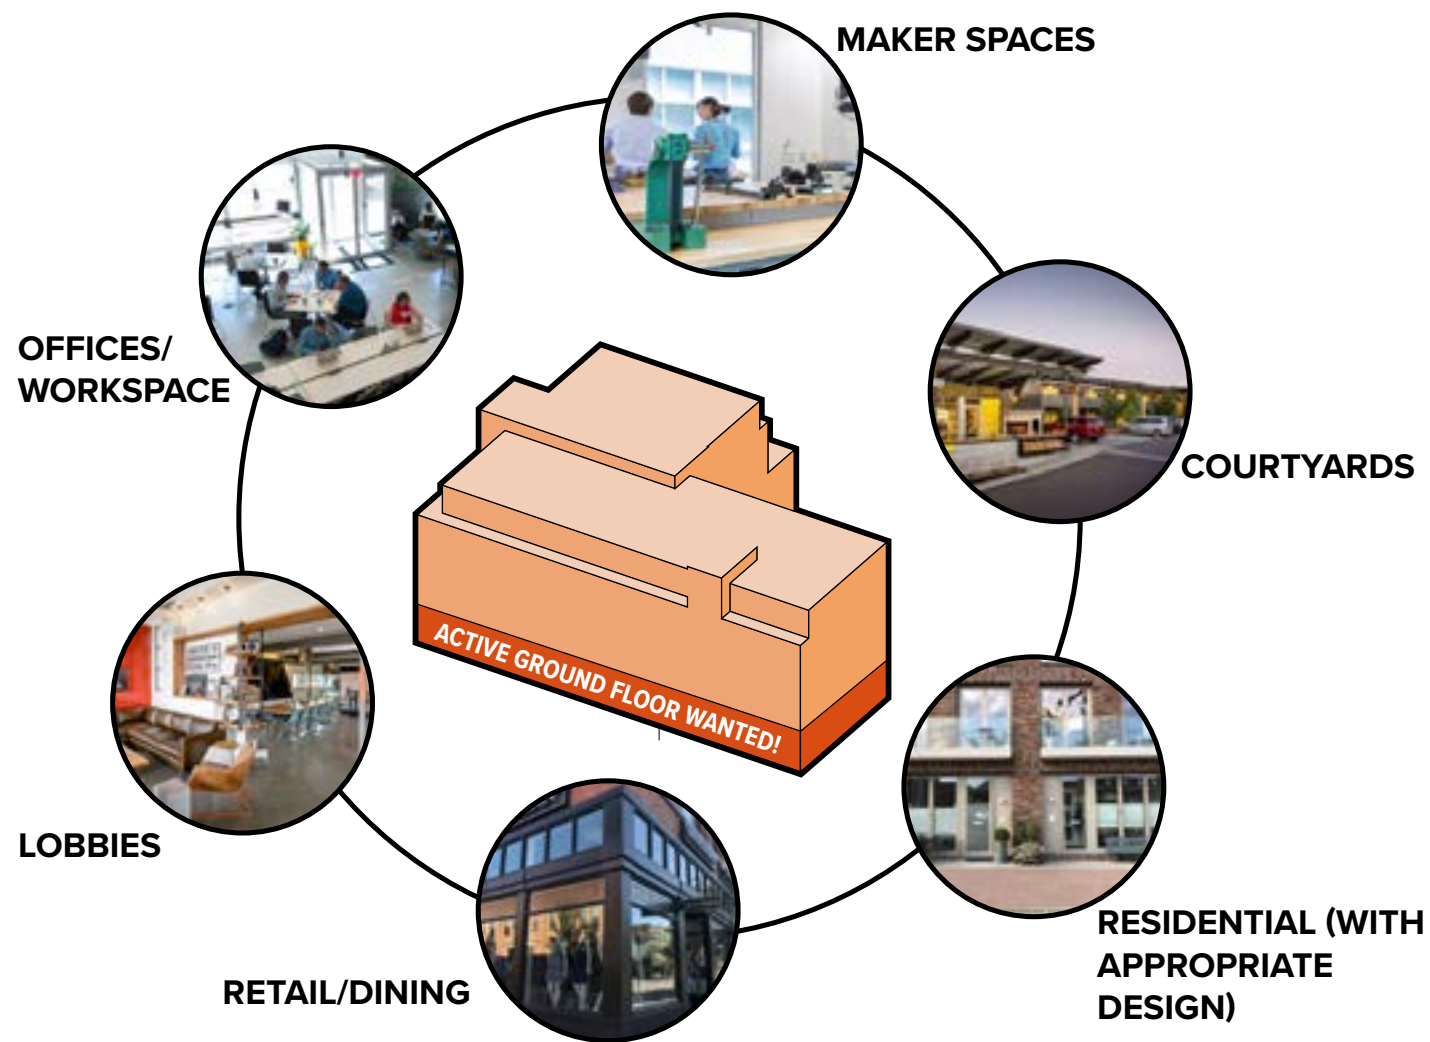 MAKER SPACES
OFFICES/
WORKSPACE
COURTYARDS
ACTIVE GROUND FLOOR WANTED!
LOBBIES
RETAIL/DINING
RESIDENTIAL (WITH
APPROPRIATE
DESIGN)